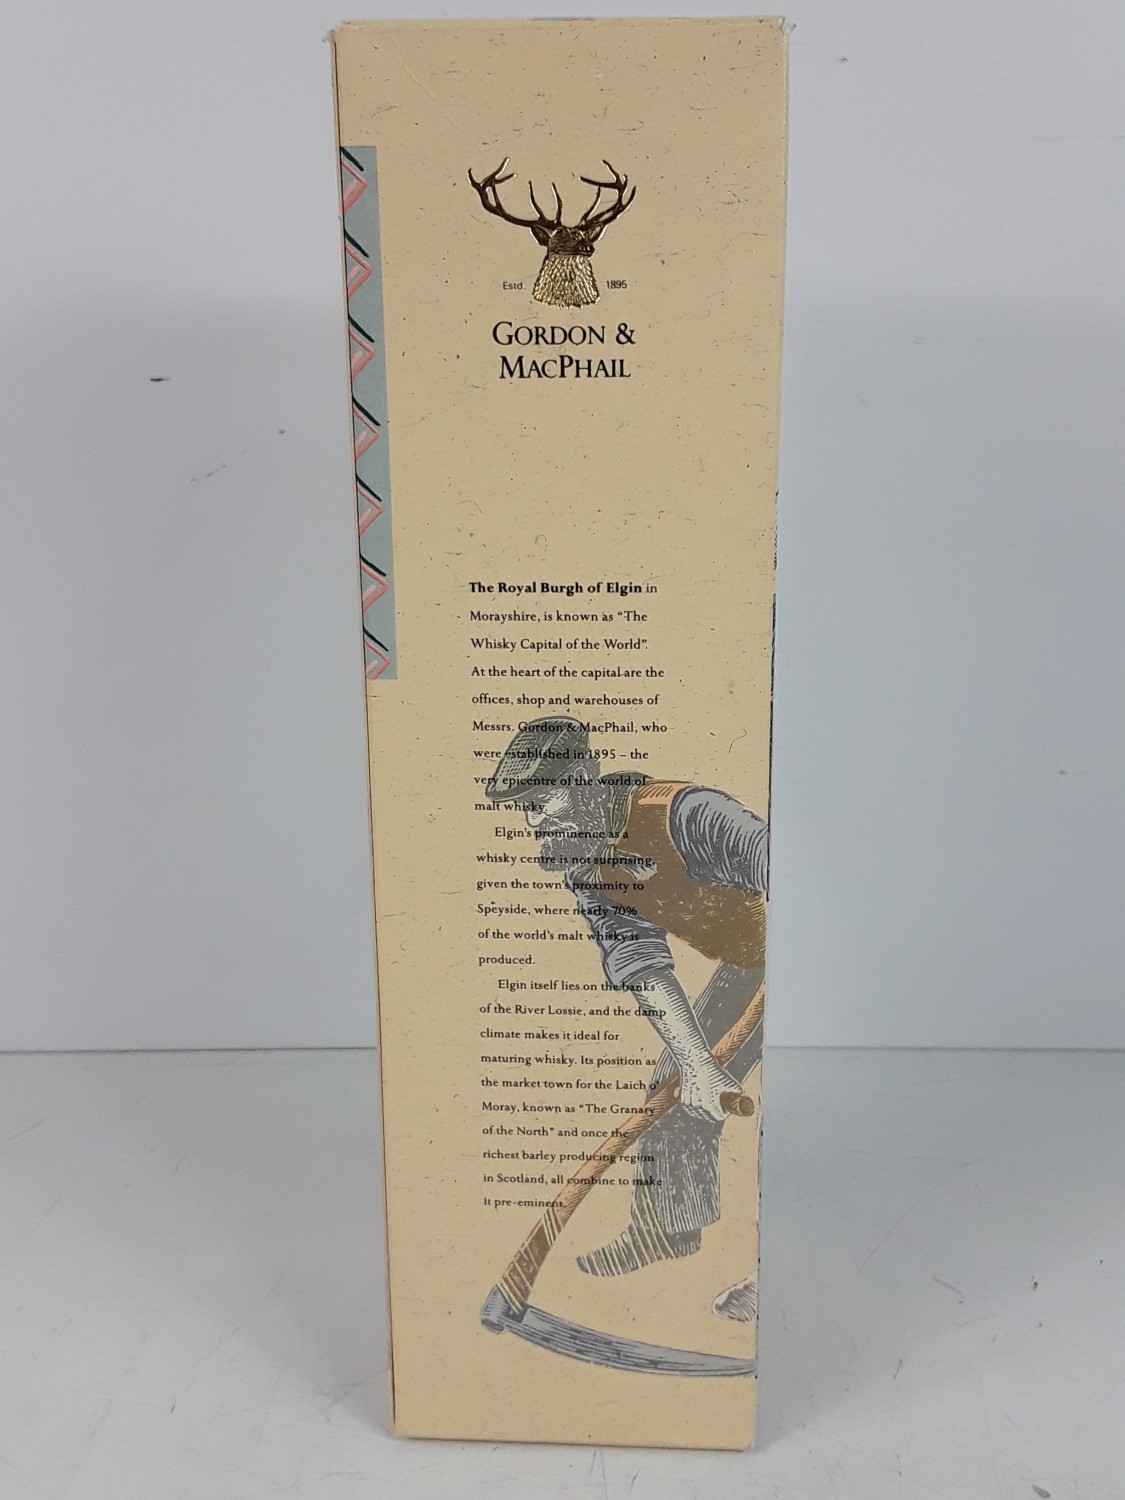 Estd. 1895
GORDON &
MACPHAIL
The Royal Burgh of Elgin in
Morayshire, is known as “The
Whisky Capital of the World”.
At the heart of the capital are the
offices, shop and warehouses of
Messrs. Gordon & MacPhail, who
were established in 1895 – the
very epicentre of the world of
malt whisky.
Elgin's prominence as a
whisky centre is not surprising,
given the town's proximity to
Speyside, where nearly 70%
of the world's malt whisky is
produced.
Elgin itself lies on the banks
of the River Lossie, and the damp
climate makes it ideal for
maturing whisky. Its position as
the market town for the Laich o'
Moray, known as “The Granary
of the North” and once the
richest barley producing region
in Scotland, all combine to make
it pre-eminent.